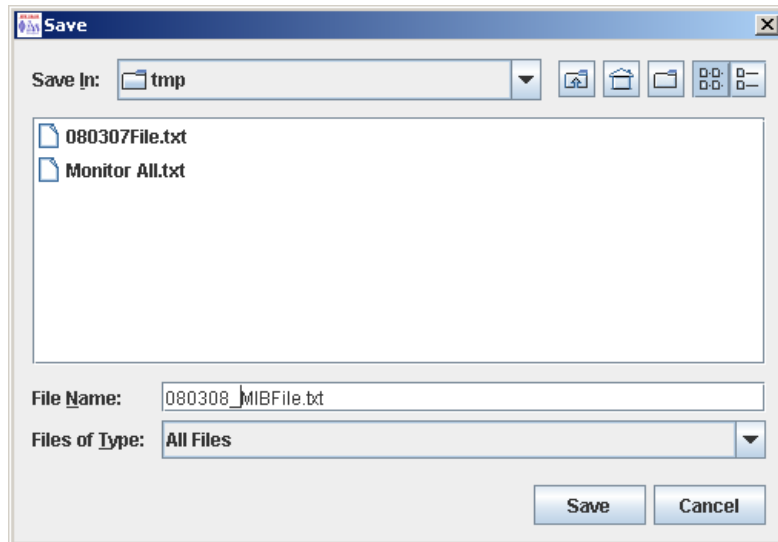 Save
Save In: tmp
080307File.txt
Monitor All.txt
File Name: 080308_MIBFile.txt
Files of Type: All Files
Save Cancel